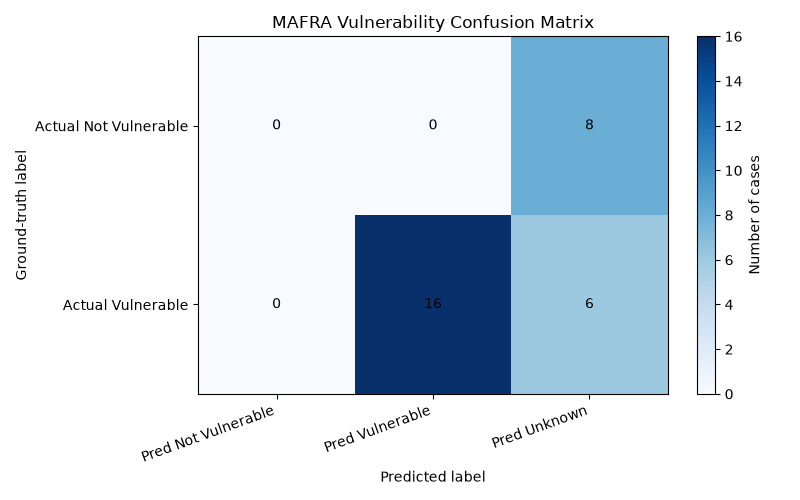 MAFRA Vulnerability Confusion Matrix
Ground-truth label
Actual Not Vulnerable
0 0 8
Actual Vulnerable
0 16 6
Pred Not Vulnerable
Pred Vulnerable
Pred Unknown
Predicted label
16
14
12
10
8
6
4
2
0
Number of cases